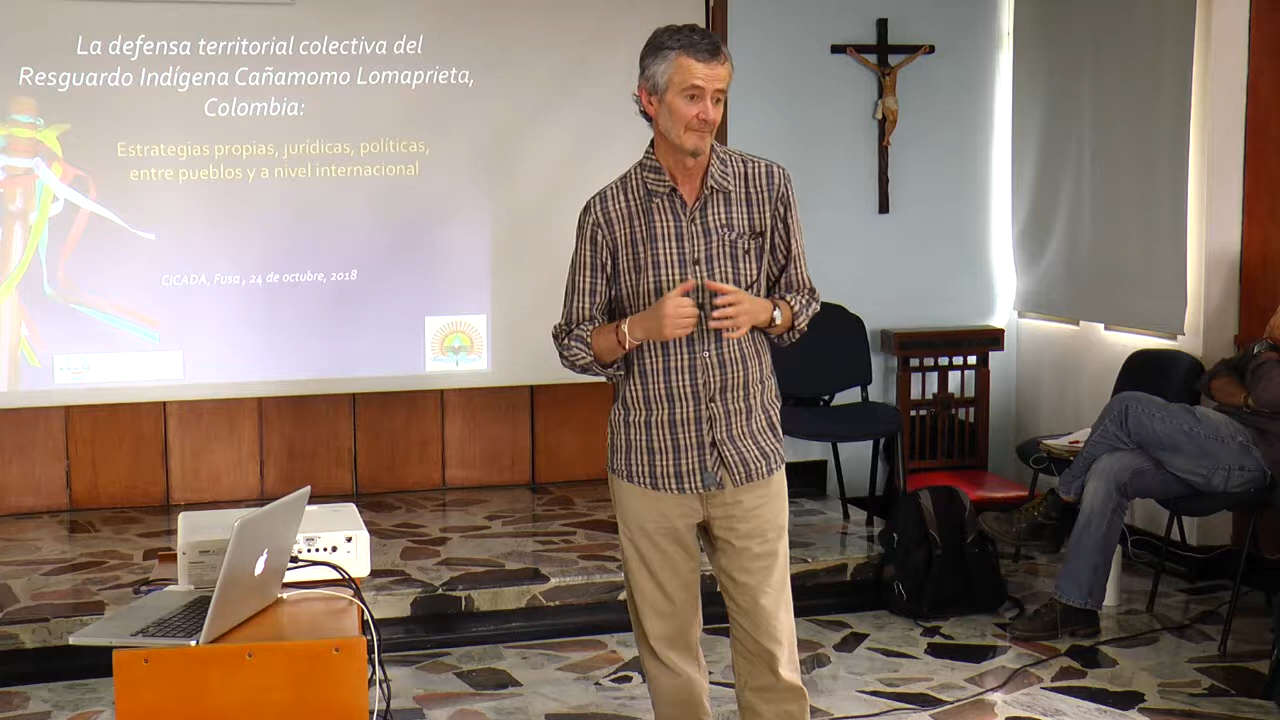 La defensa territorial colectiva del
Resguardo Indígena Cañamomo Lomaprieta,
Colombia:
Estrategias propias, jurídicas, políticas,
entre pueblos y a nivel internacional
CICADA, Fusa , 24 de octubre, 2018